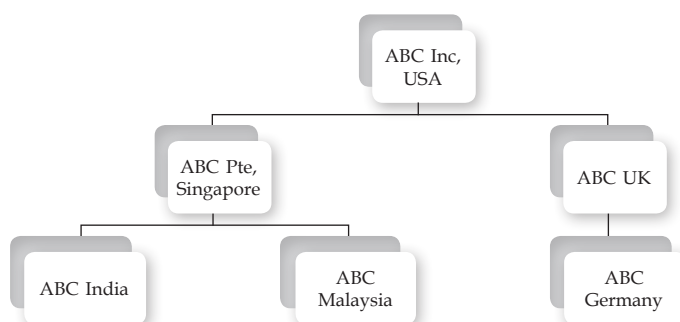 ABC Inc,
USA
ABC Pte,
Singapore
ABC UK
ABC India
ABC
Malaysia
ABC
Germany